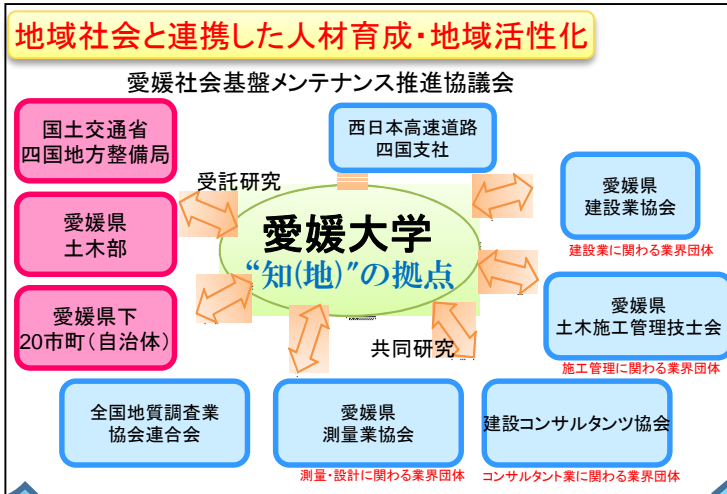 地域社会と連携した人材育成・地域活性化
愛媛社会基盤メンテナンス推進協議会
国土交通省
四国地方整備局
西日本高速道路
四国支社
受託研究
愛媛県
建設業協会
建設業に関わる業界団体
愛媛県
土木部
愛媛大学
“知(地)”の拠点
愛媛県
土木施工管理技士会
施工管理に関わる業界団体
愛媛県下
20市町(自治体)
共同研究
全国地質調査業
協会連合会
愛媛県
測量業協会
測量・設計に関わる業界団体
建設コンサルタンツ協会
コンサルタント業に関わる業界団体